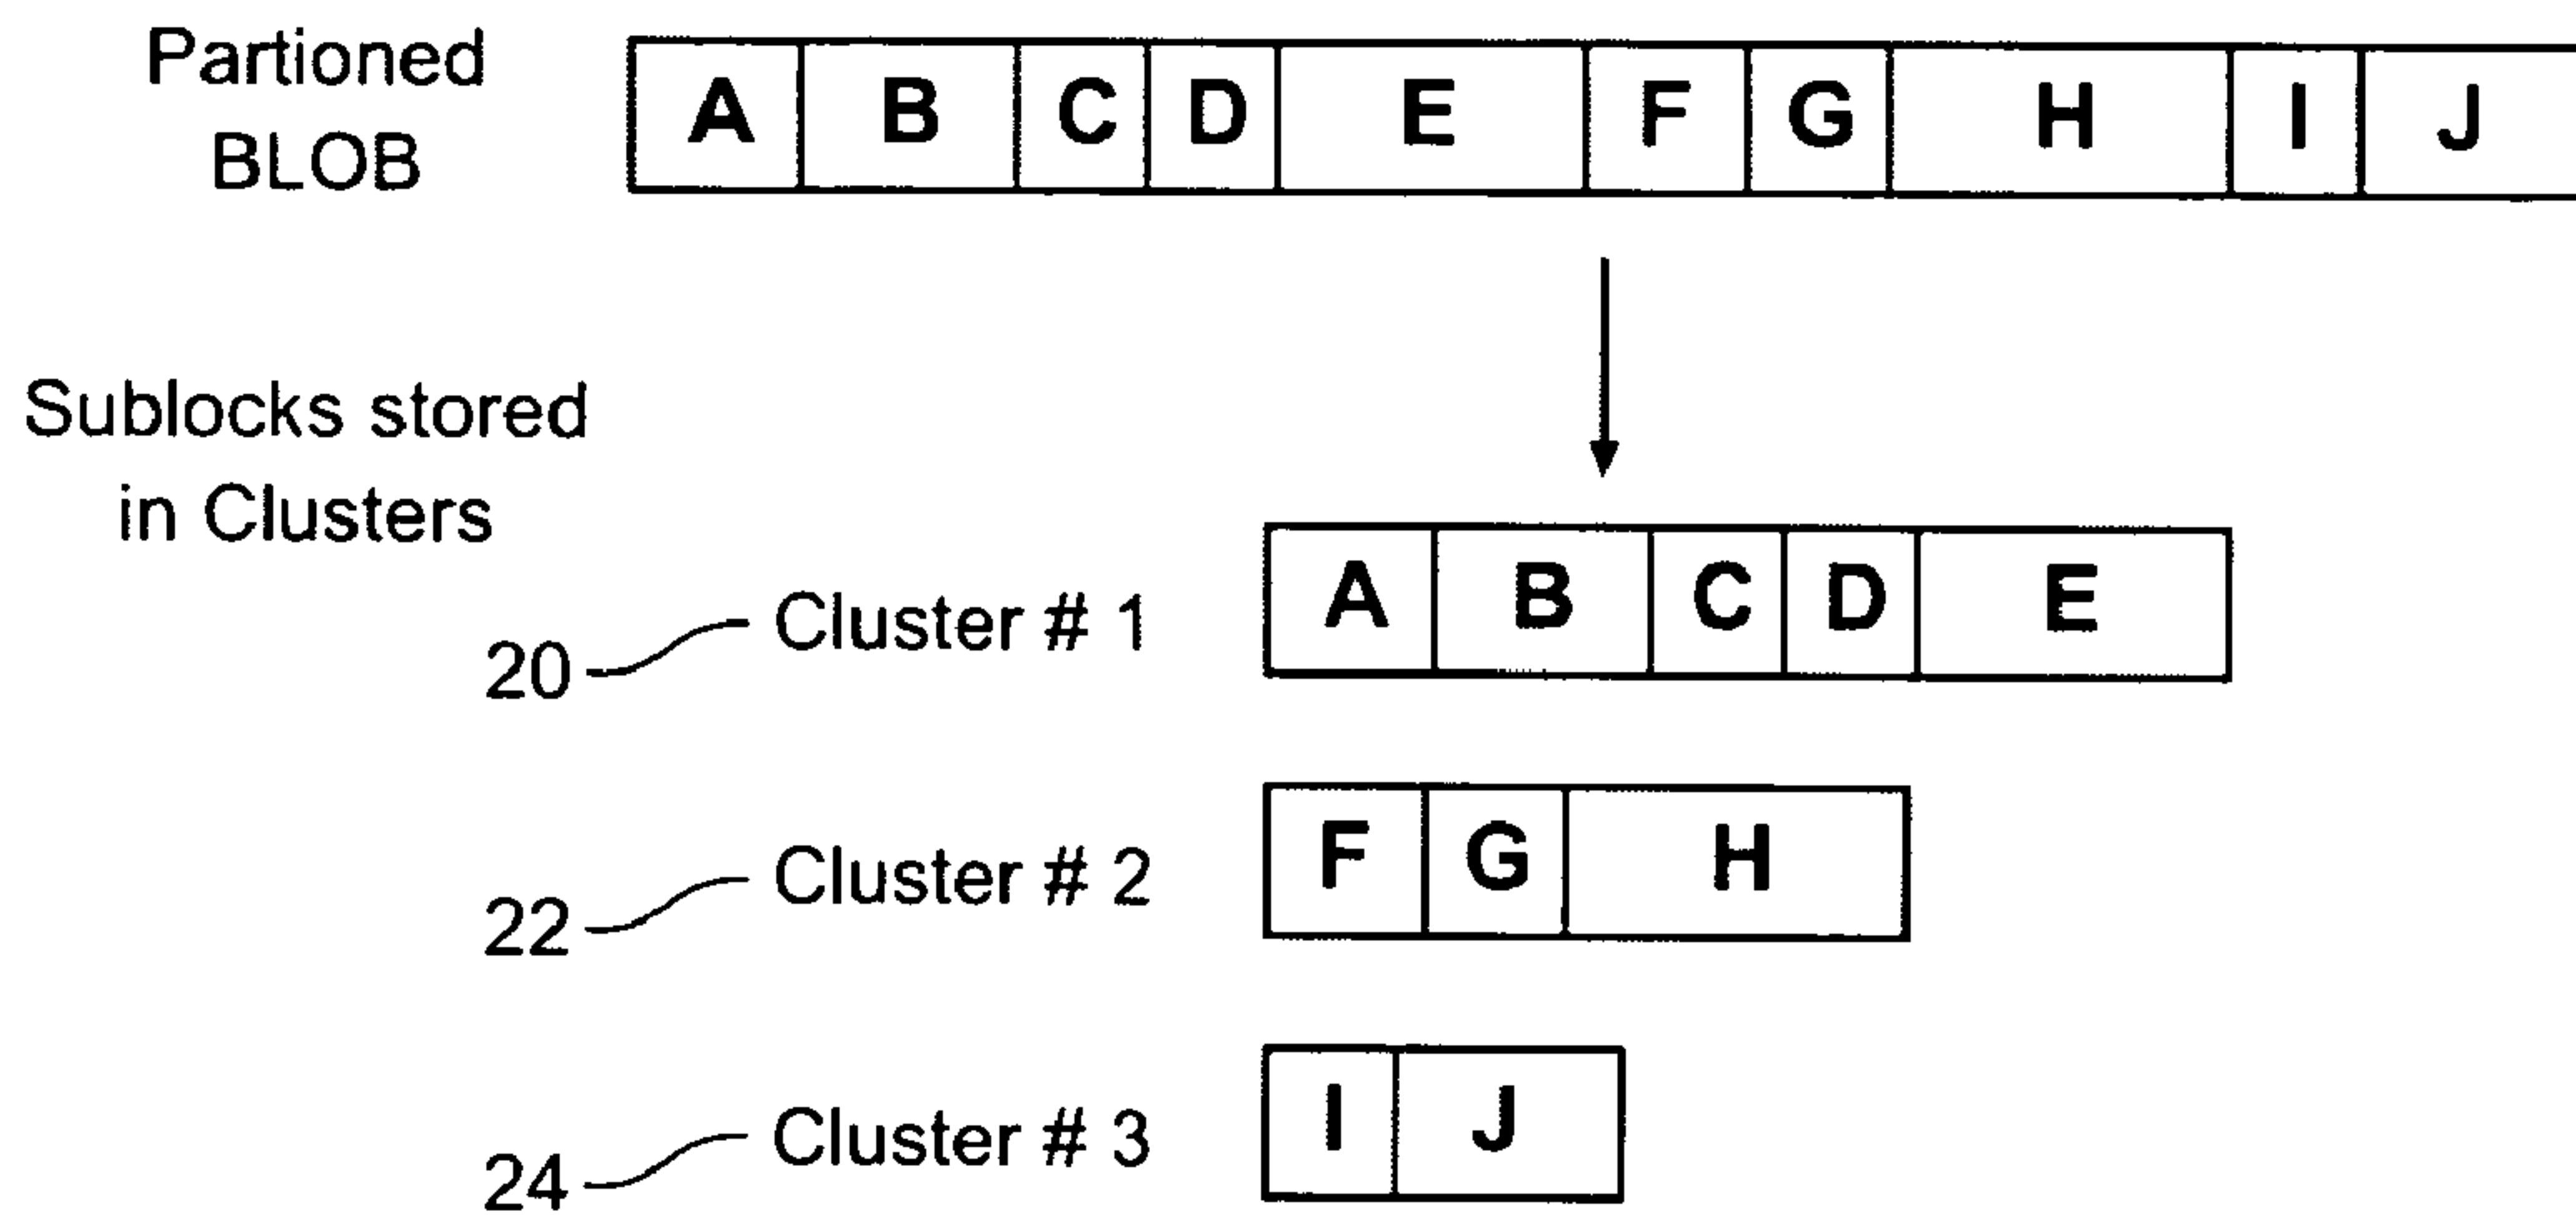 Partioned
BLOB
A B C D E F G H I J
Sublocks stored
in Clusters
20 Cluster # 1 A B C D E
22 Cluster # 2 F G H
24 Cluster # 3 I J